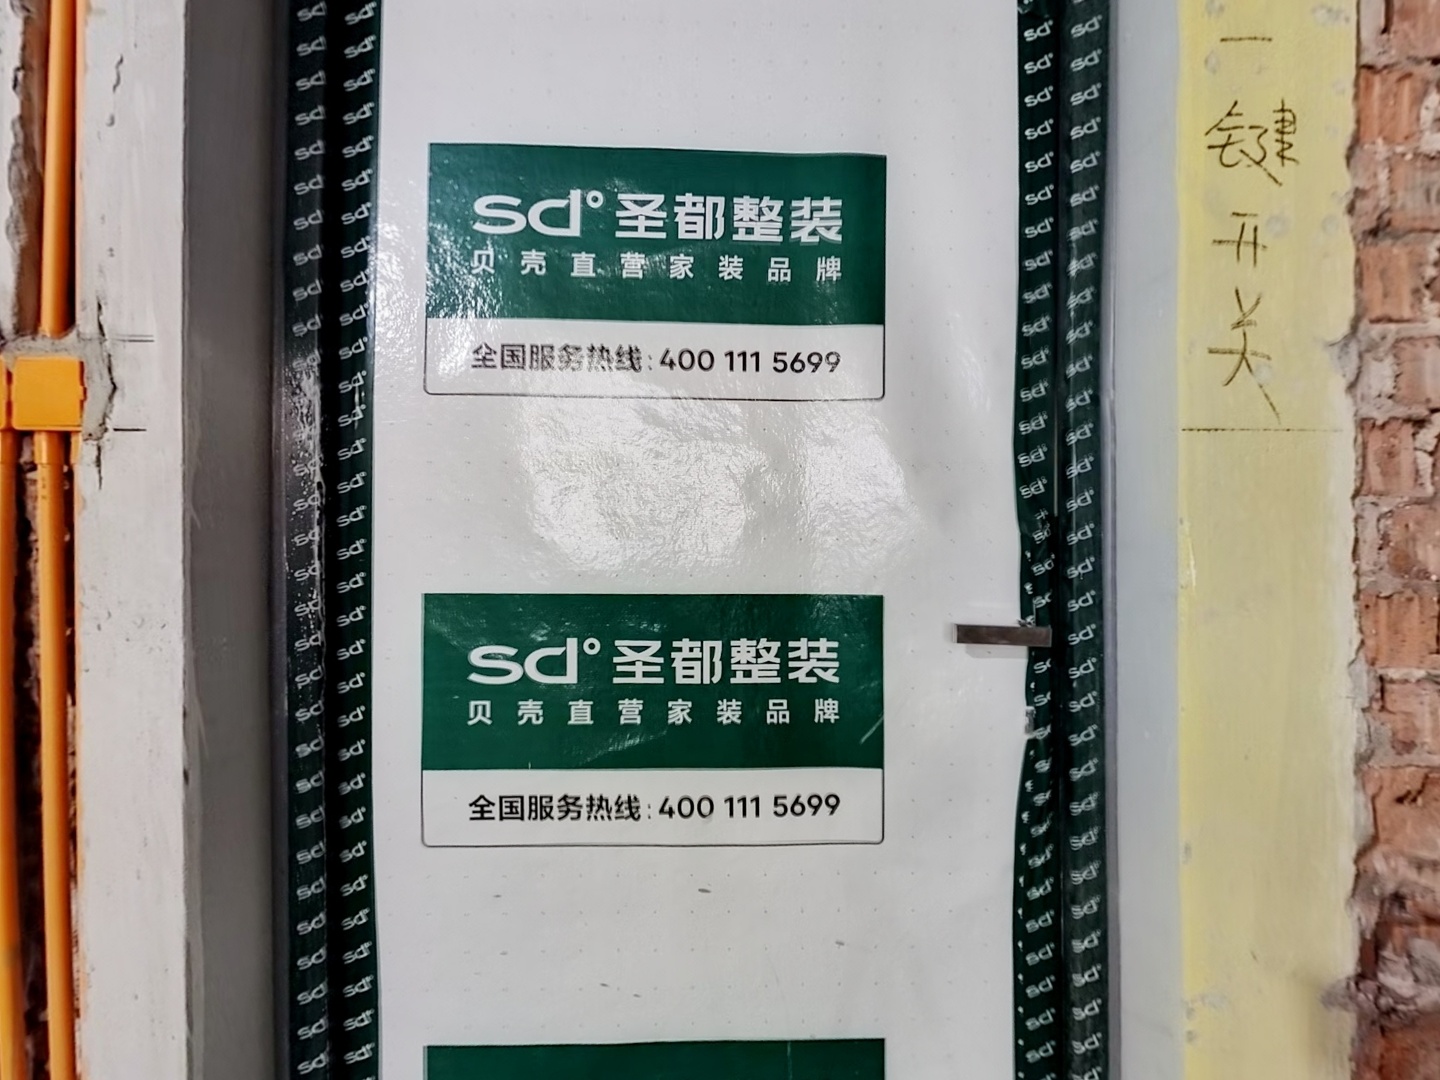 sd°圣都整装
贝壳直营家装品牌
全国服务热线:400 111 5699
sd°圣都整装
贝壳直营家装品牌
全国服务热线:400 111 5699
一
键
开
关